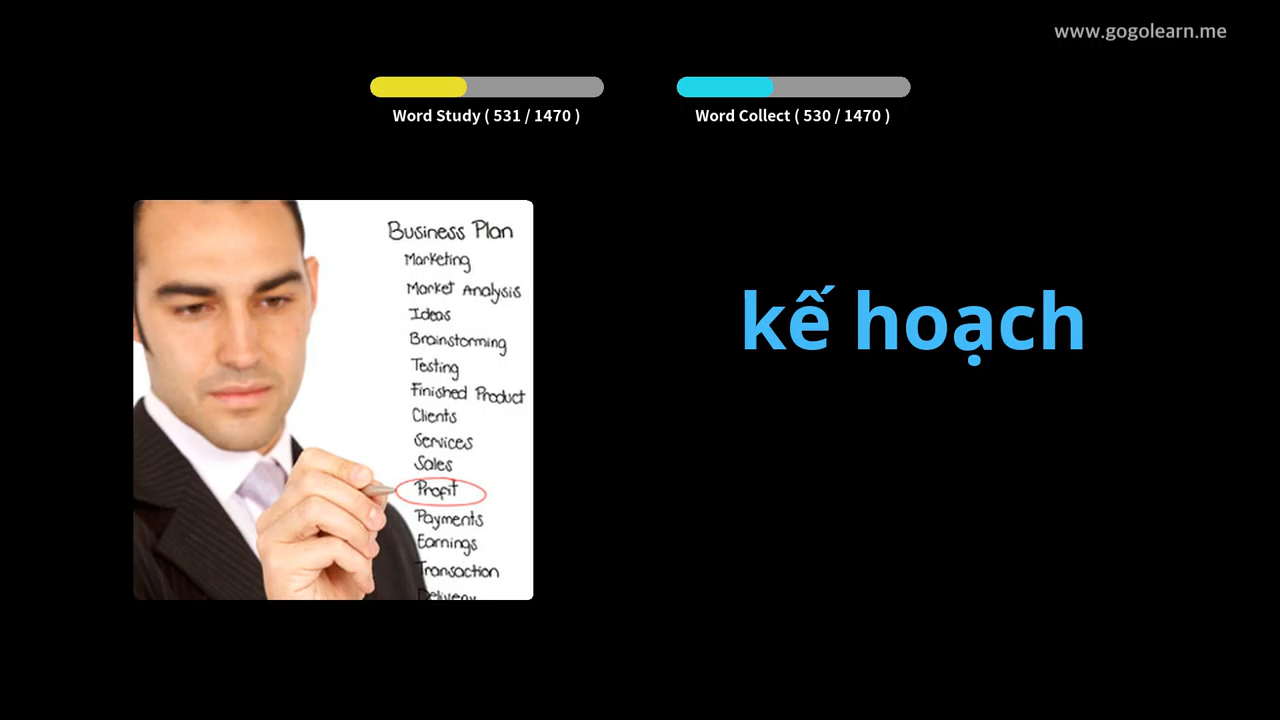 www.gogolearn.me
Word Study ( 531 / 1470 )
Word Collect ( 530 / 1470 )
Business Plan
Marketing
Market Analysis
Ideas
Brainstorming
Testing
Finished Product
Clients
Services
Sales
Profit
Payments
Earnings
Transaction
Delivery
kế hoạch